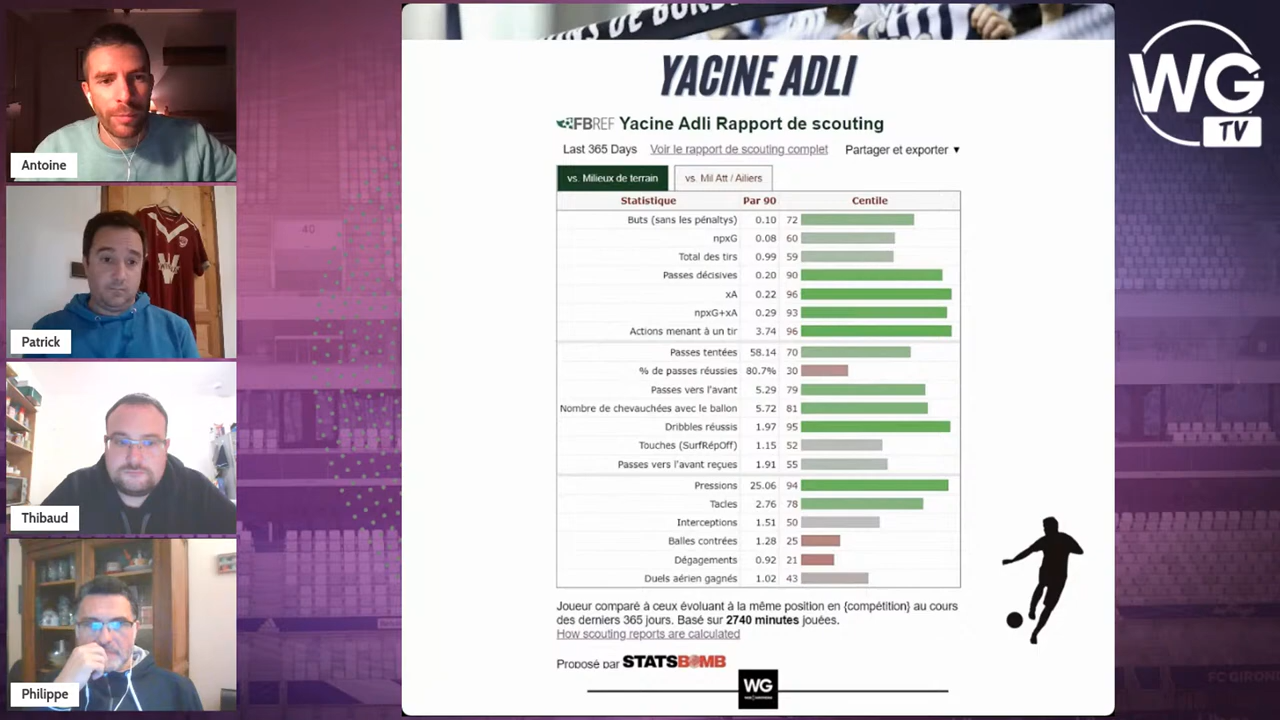 Antoine
Patrick
Thibaud
Philippe
WG
TV
YACINE ADLI
FBREF Yacine Adli Rapport de scouting
Last 365 Days Voir le rapport de scouting complet Partager et exporter ▼
vs. Milieux de terrain vs. Mil Att / Ailiers
Statistique Par 90 Centile
Buts (sans les pénaltys) 0.10 72
npxG 0.08 60
Total des tirs 0.99 59
Passes décisives 0.20 90
xA 0.22 96
npxG+xA 0.29 93
Actions menant à un tir 3.74 96
Passes tentées 58.14 70
% de passes réussies 80.7% 30
Passes vers l'avant 5.29 79
Nombre de chevauchées avec le ballon 5.72 81
Dribbles réussis 1.97 95
Touches (SurfRépOff) 1.15 52
Passes vers l'avant reçues 1.91 55
Pressions 25.06 94
Tacles 2.76 78
Interceptions 1.51 50
Balles contrées 1.28 25
Dégagements 0.92 21
Duels aérien gagnés 1.02 43
Joueur comparé à ceux évoluant à la même position en {compétition} au cours
des derniers 365 jours. Basé sur 2740 minutes jouées.
How scouting reports are calculated
Proposé par STATSBOMB
WG
FC GIROND